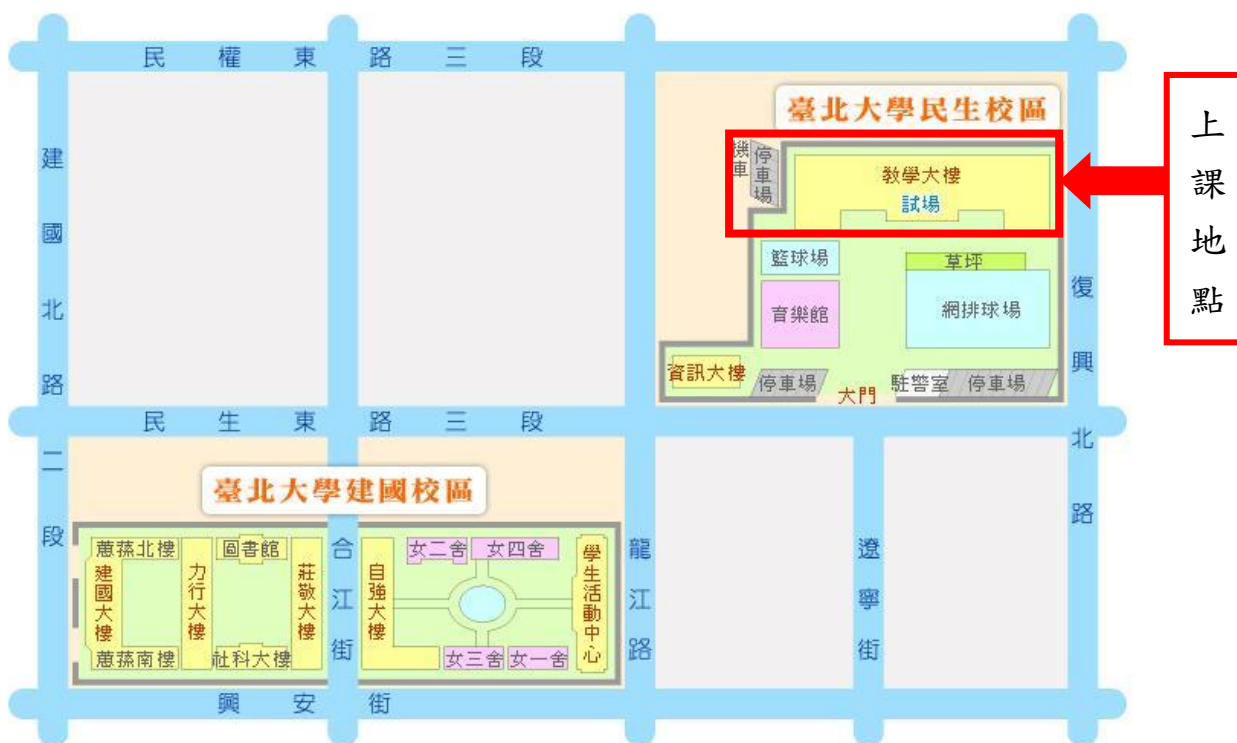 民權東路三段
建國北路二段
臺北大學民生校區
機車
停車場
教學大樓
試場
上課地點
籃球場
草坪
育樂館
網排球場
資訊大樓
停車場
大門
駐警室
停車場
復興北路
民生東路三段
臺北大學建國校區
蓖蓀北樓
圖書館
建國大樓
力行大樓
莊敬大樓
蓖蓀南樓
社科大樓
合江街
自強大樓
女二舍
女四舍
學生活動中心
女三舍
女一舍
龍江路
遼寧街
興安街